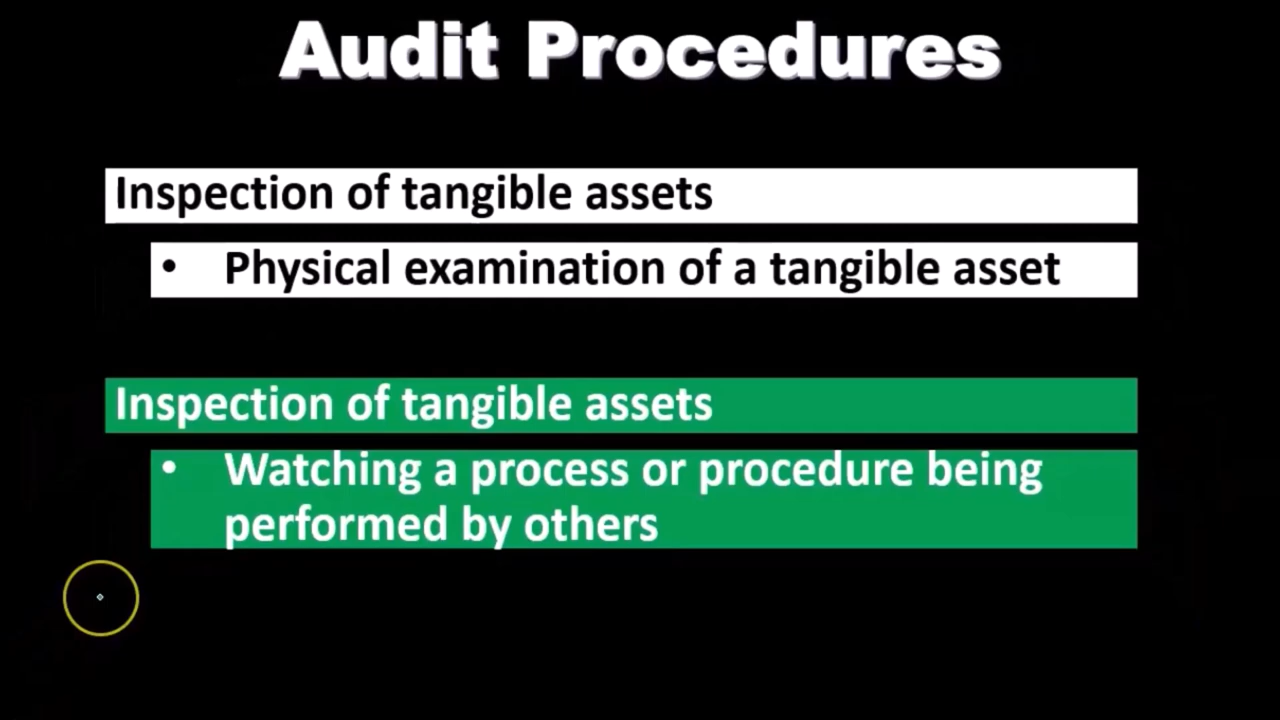 Audit Procedures
Inspection of tangible assets
• Physical examination of a tangible asset
Inspection of tangible assets
• Watching a process or procedure being
performed by others